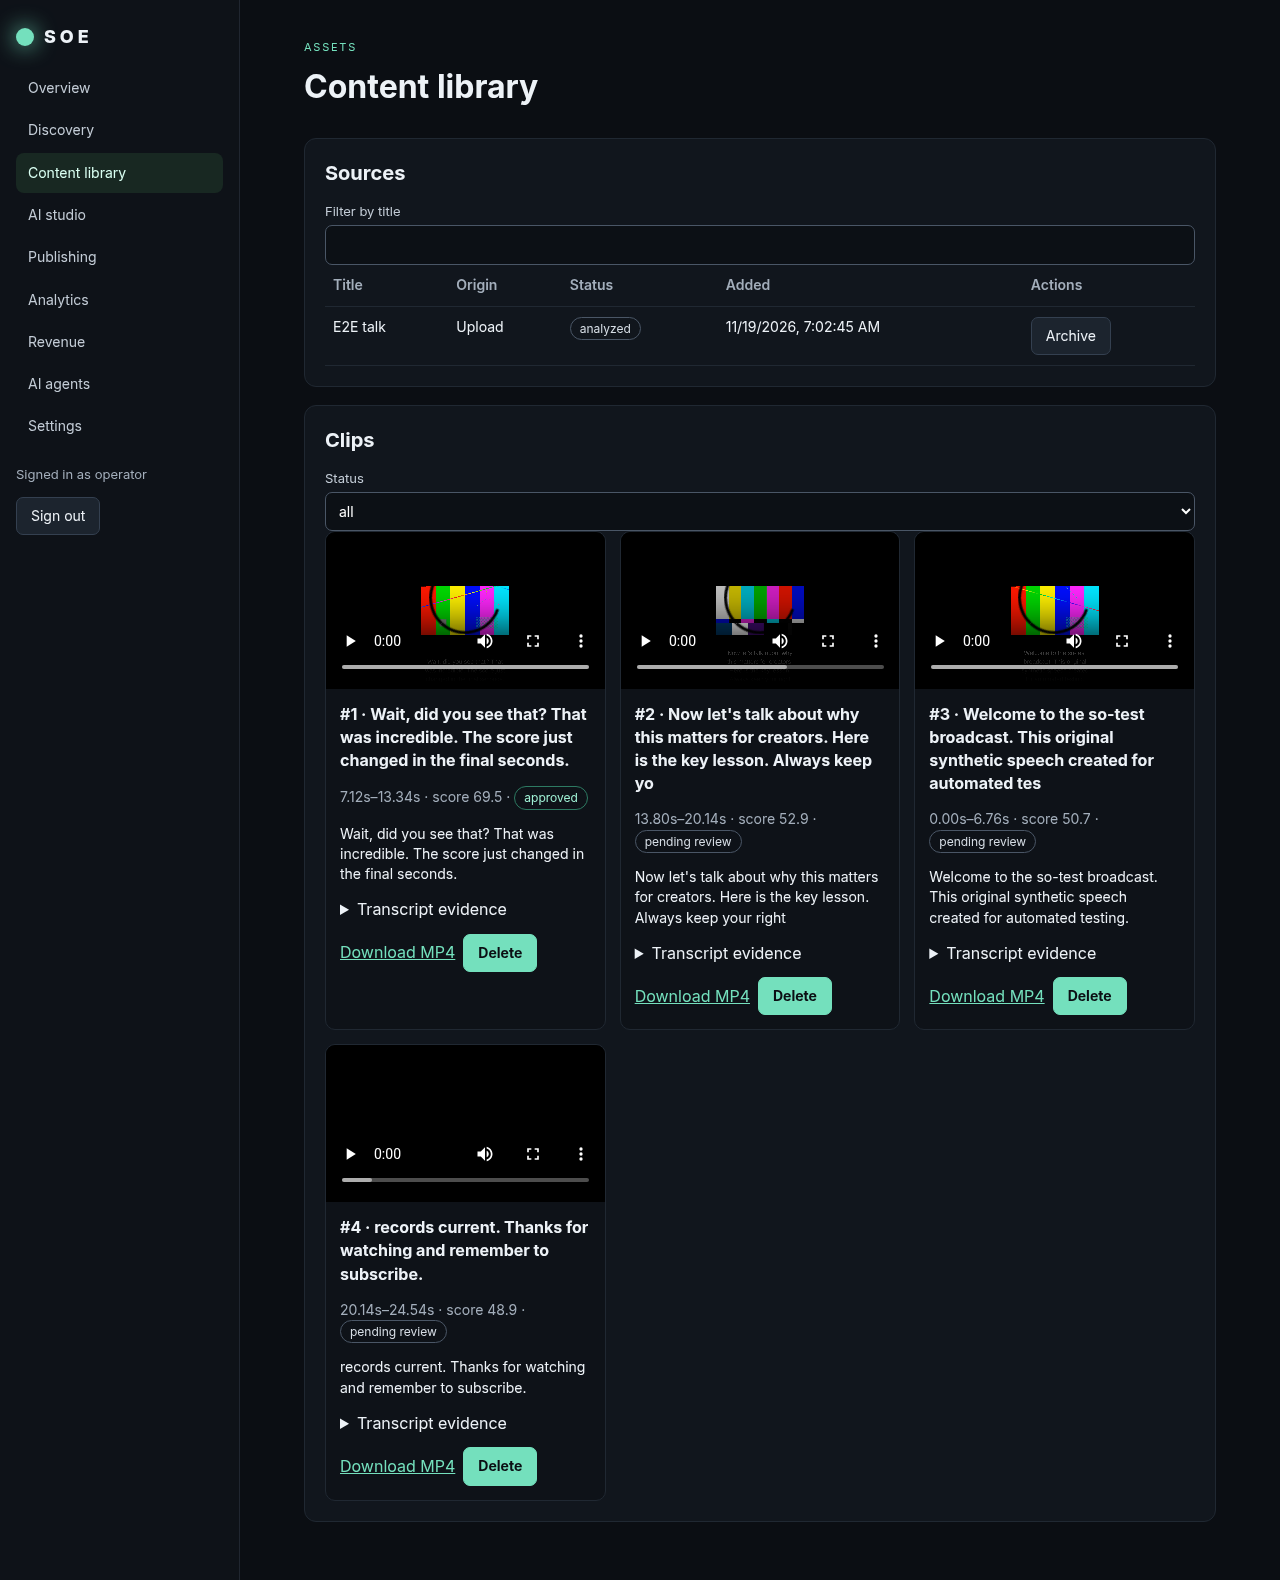 SOE
Overview
Discovery
Content library
AI studio
Publishing
Analytics
Revenue
AI agents
Settings
Signed in as operator
Sign out
ASSETS
Content library
Sources
Filter by title
Title Origin Status Added Actions
E2E talk Upload analyzed 11/19/2026, 7:02:45 AM Archive
Clips
Status
all
0:00
#1 · Wait, did you see that? That
was incredible. The score just
changed in the final seconds.
7.12s–13.34s · score 69.5 · approved
Wait, did you see that? That was
incredible. The score just changed in
the final seconds.
Transcript evidence
Download MP4 Delete
0:00
#2 · Now let's talk about why
this matters for creators. Here
is the key lesson. Always keep
yo
13.80s–20.14s · score 52.9 ·
pending review
Now let's talk about why this matters
for creators. Here is the key lesson.
Always keep your right
Transcript evidence
Download MP4 Delete
0:00
#3 · Welcome to the so-test
broadcast. This original
synthetic speech created for
automated tes
0.00s–6.76s · score 50.7 ·
pending review
Welcome to the so-test broadcast.
This original synthetic speech
created for automated testing.
Transcript evidence
Download MP4 Delete
0:00
#4 · records current. Thanks for
watching and remember to
subscribe.
20.14s–24.54s · score 48.9 ·
pending review
records current. Thanks for watching
and remember to subscribe.
Transcript evidence
Download MP4 Delete